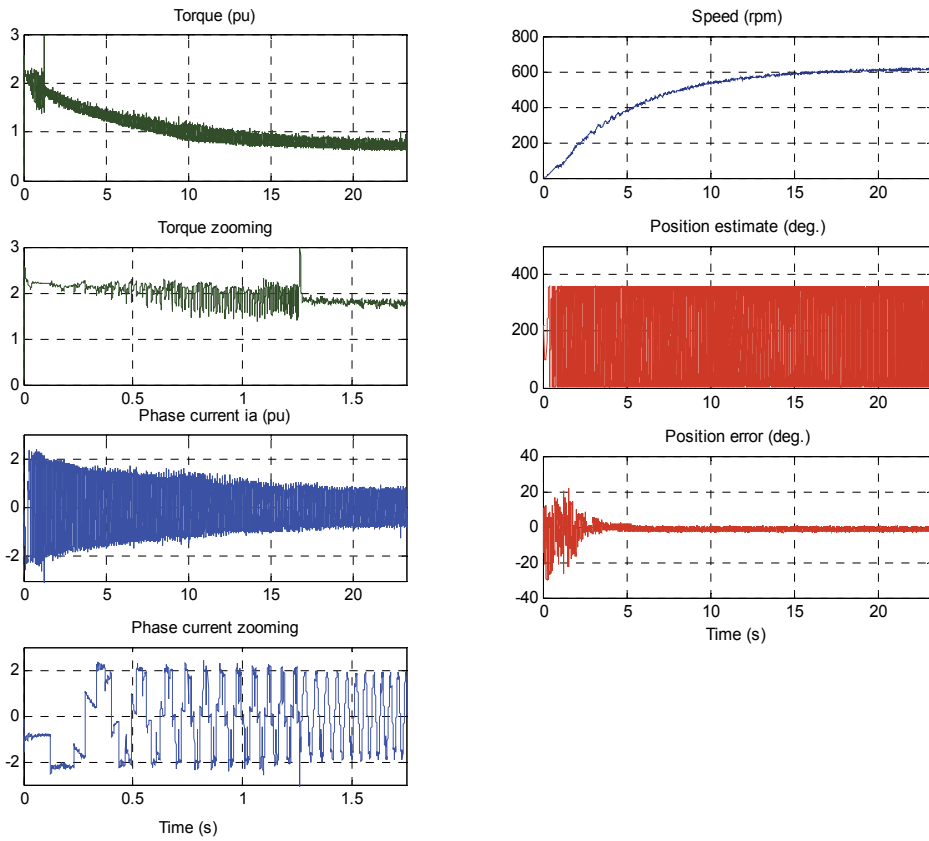 Torque (pu)
3
2
1
0
0 5 10 15 20
Torque zooming
3
2
1
0
0 0.5 1 1.5
Phase current ia (pu)
2
0
-2
0 5 10 15 20
Phase current zooming
2
0
-2
0 0.5 1 1.5
Time (s)
Speed (rpm)
800
600
400
200
0
0 5 10 15 20
Position estimate (deg.)
400
200
0
0 5 10 15 20
Position error (deg.)
40
20
0
-20
-40
0 5 10 15 20
Time (s)